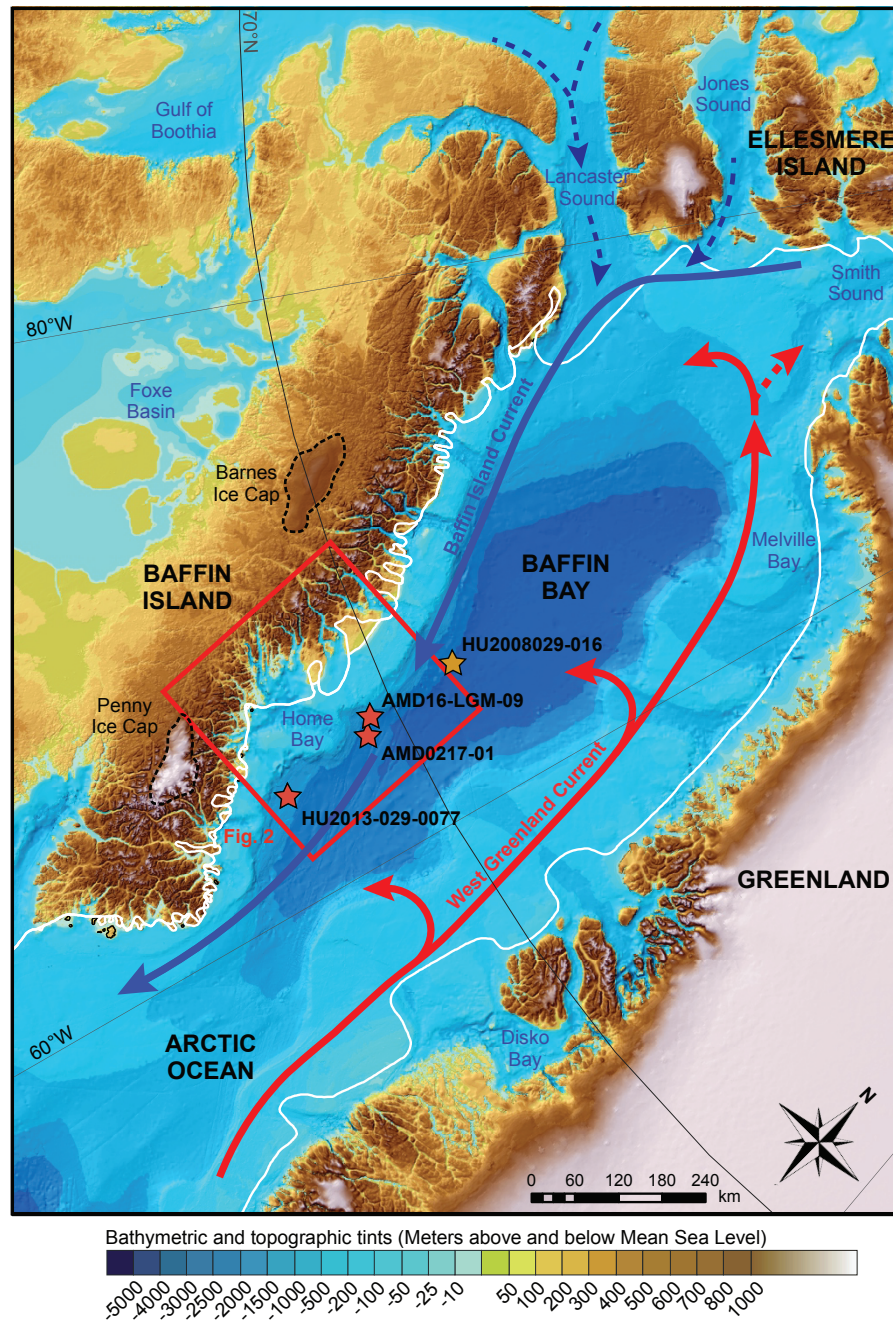 70°N
Gulf of
Boothia
Jones
Sound
ELLESMERE
ISLAND
Lancaster
Sound
Smith
Sound
80°W
Foxe
Basin
Barnes
Ice Cap
Baffin Island Current
Melville
Bay
BAFFIN
ISLAND
BAFFIN
BAY
HU2008029-016
Penny
Ice Cap
Home
Bay
AMD16-LGM-09
AMD0217-01
HU2013-029-0077
Fig. 2
West Greenland Current
GREENLAND
60°W
ARCTIC
OCEAN
Disko
Bay
N
0 60 120 180 240
km
Bathymetric and topographic tints (Meters above and below Mean Sea Level)
-5000 -4000 -3000 -2500 -2000 -1500 -1000 -500 -200 -100 -50 -25 -10 50 100 200 300 400 500 600 700 800 1000